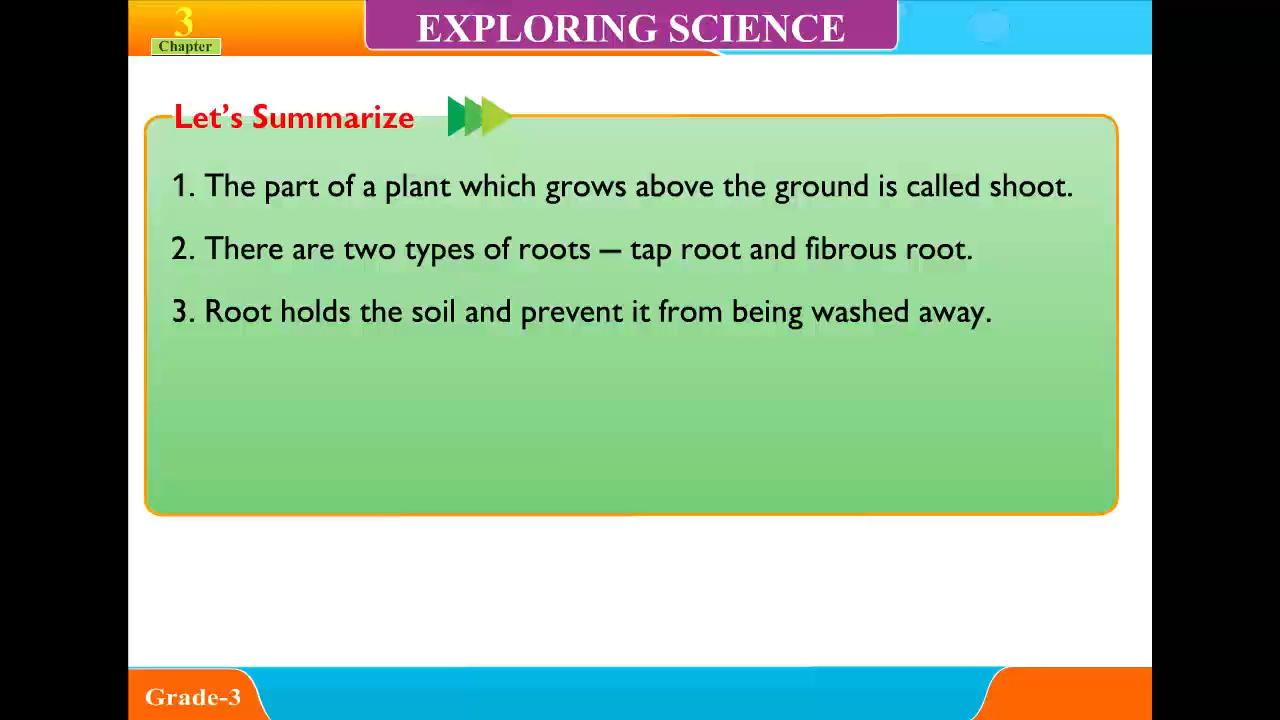 3
Chapter
EXPLORING SCIENCE
Let's Summarize
1. The part of a plant which grows above the ground is called shoot.
2. There are two types of roots – tap root and fibrous root.
3. Root holds the soil and prevent it from being washed away.
Grade-3